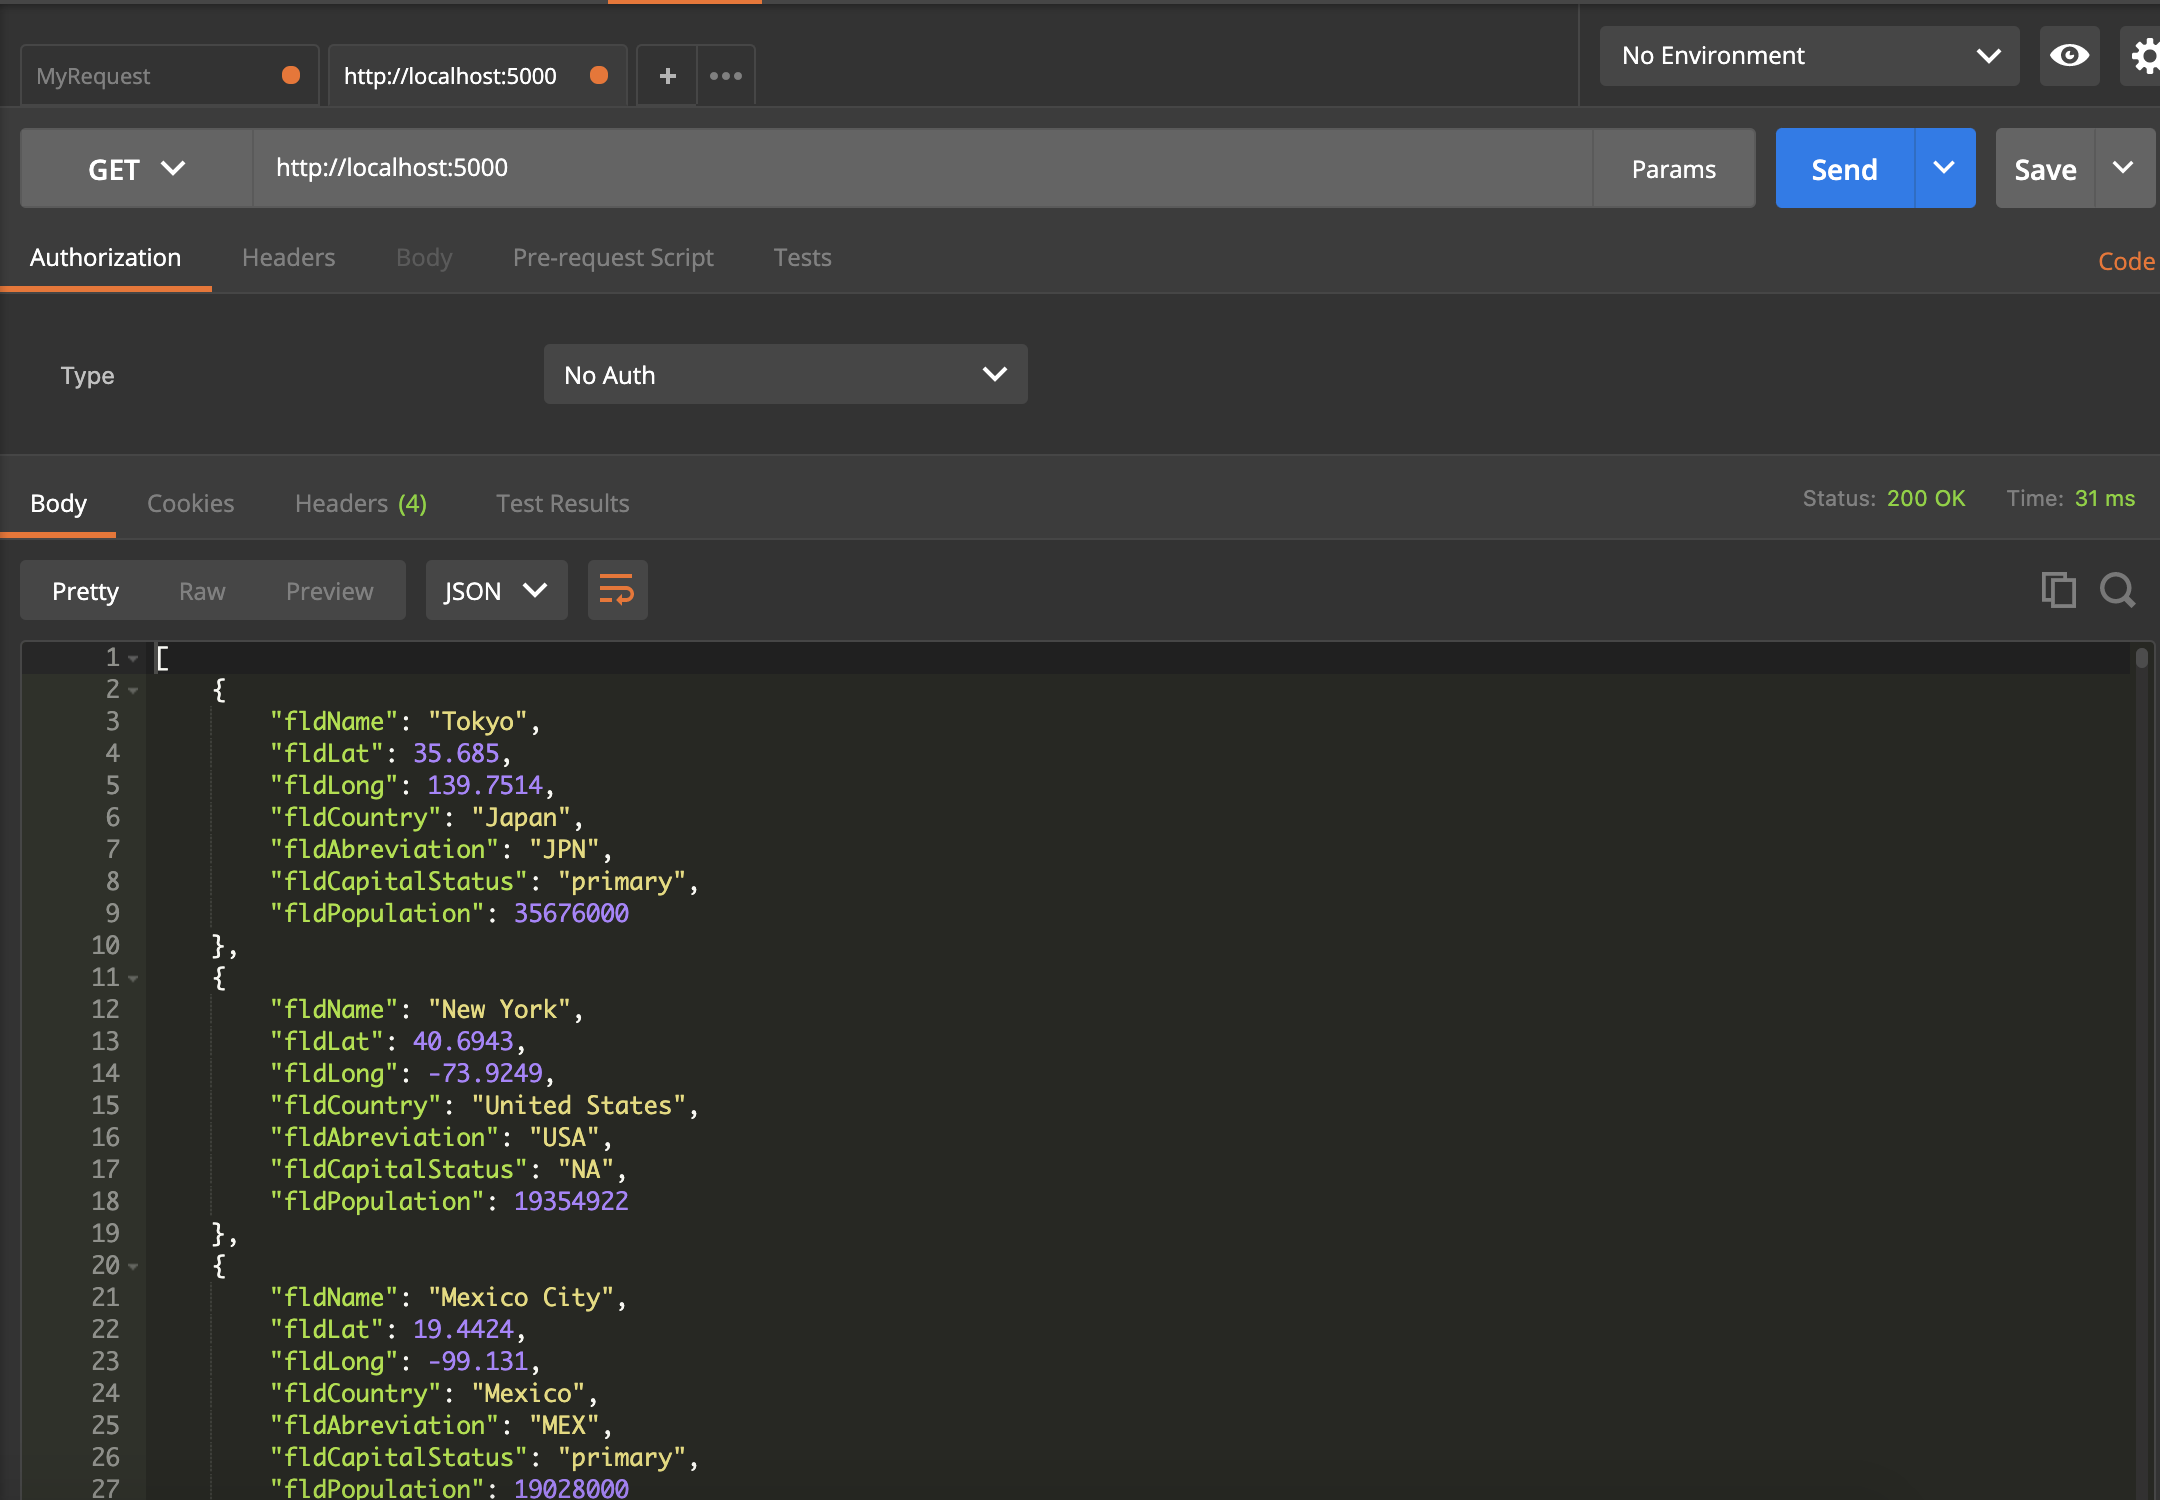 MyRequest
http://localhost:5000
+
No Environment
GET
http://localhost:5000
Params
Send
Save
Authorization
Headers
Body
Pre-request Script
Tests
Code
Type
No Auth
Body
Cookies
Headers (4)
Test Results
Status: 200 OK
Time: 31 ms
Pretty
Raw
Preview
JSON
1 [
2 {
3 "fldName": "Tokyo",
4 "fldLat": 35.685,
5 "fldLong": 139.7514,
6 "fldCountry": "Japan",
7 "fldAbreviation": "JPN",
8 "fldCapitalStatus": "primary",
9 "fldPopulation": 35676000
10 },
11 {
12 "fldName": "New York",
13 "fldLat": 40.6943,
14 "fldLong": -73.9249,
15 "fldCountry": "United States",
16 "fldAbreviation": "USA",
17 "fldCapitalStatus": "NA",
18 "fldPopulation": 19354922
19 },
20 {
21 "fldName": "Mexico City",
22 "fldLat": 19.4424,
23 "fldLong": -99.131,
24 "fldCountry": "Mexico",
25 "fldAbreviation": "MEX",
26 "fldCapitalStatus": "primary",
27 "fldPopulation": 19028000